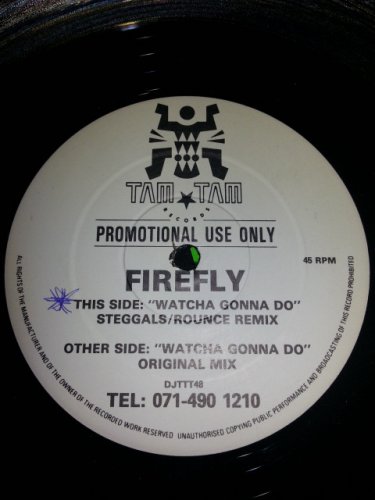 TAM TAM
RECORDS
PROMOTIONAL USE ONLY
45 RPM
FIREFLY
THIS SIDE: "WATCHA GONNA DO"
STEGGALS/ROUNCE REMIX
OTHER SIDE: "WATCHA GONNA DO"
ORIGINAL MIX
DJTTT48
TEL: 071-490 1210
ALL RIGHTS OF THE MANUFACTURER AND OF THE OWNER OF THE RECORDED WORK RESERVED UNAUTHORISED COPYING PUBLIC PERFORMANCE AND BROADCASTING OF THIS RECORD PROHIBITED